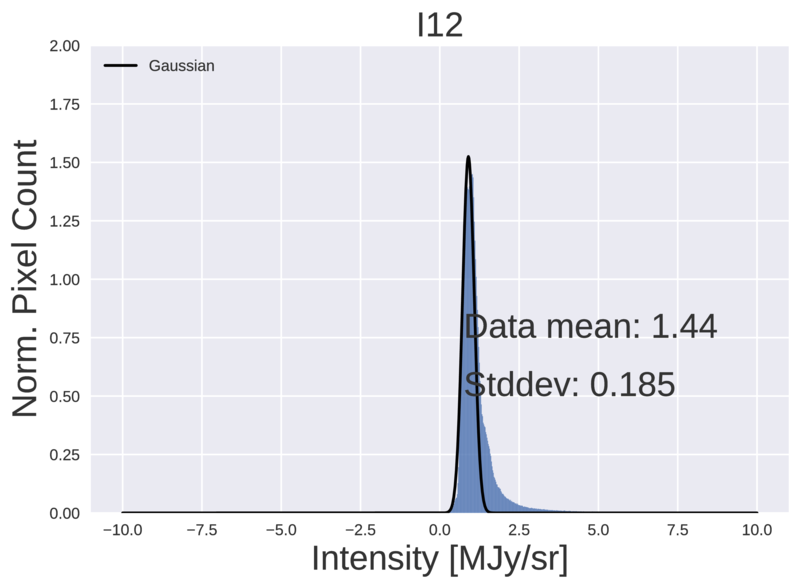 I12
2.00
Gaussian
1.75
1.50
1.25
1.00
0.75
0.50
0.25
0.00
Norm. Pixel Count
Data mean: 1.44
Stddev: 0.185
−10.0 −7.5 −5.0 −2.5 0.0 2.5 5.0 7.5 10.0
Intensity [MJy/sr]